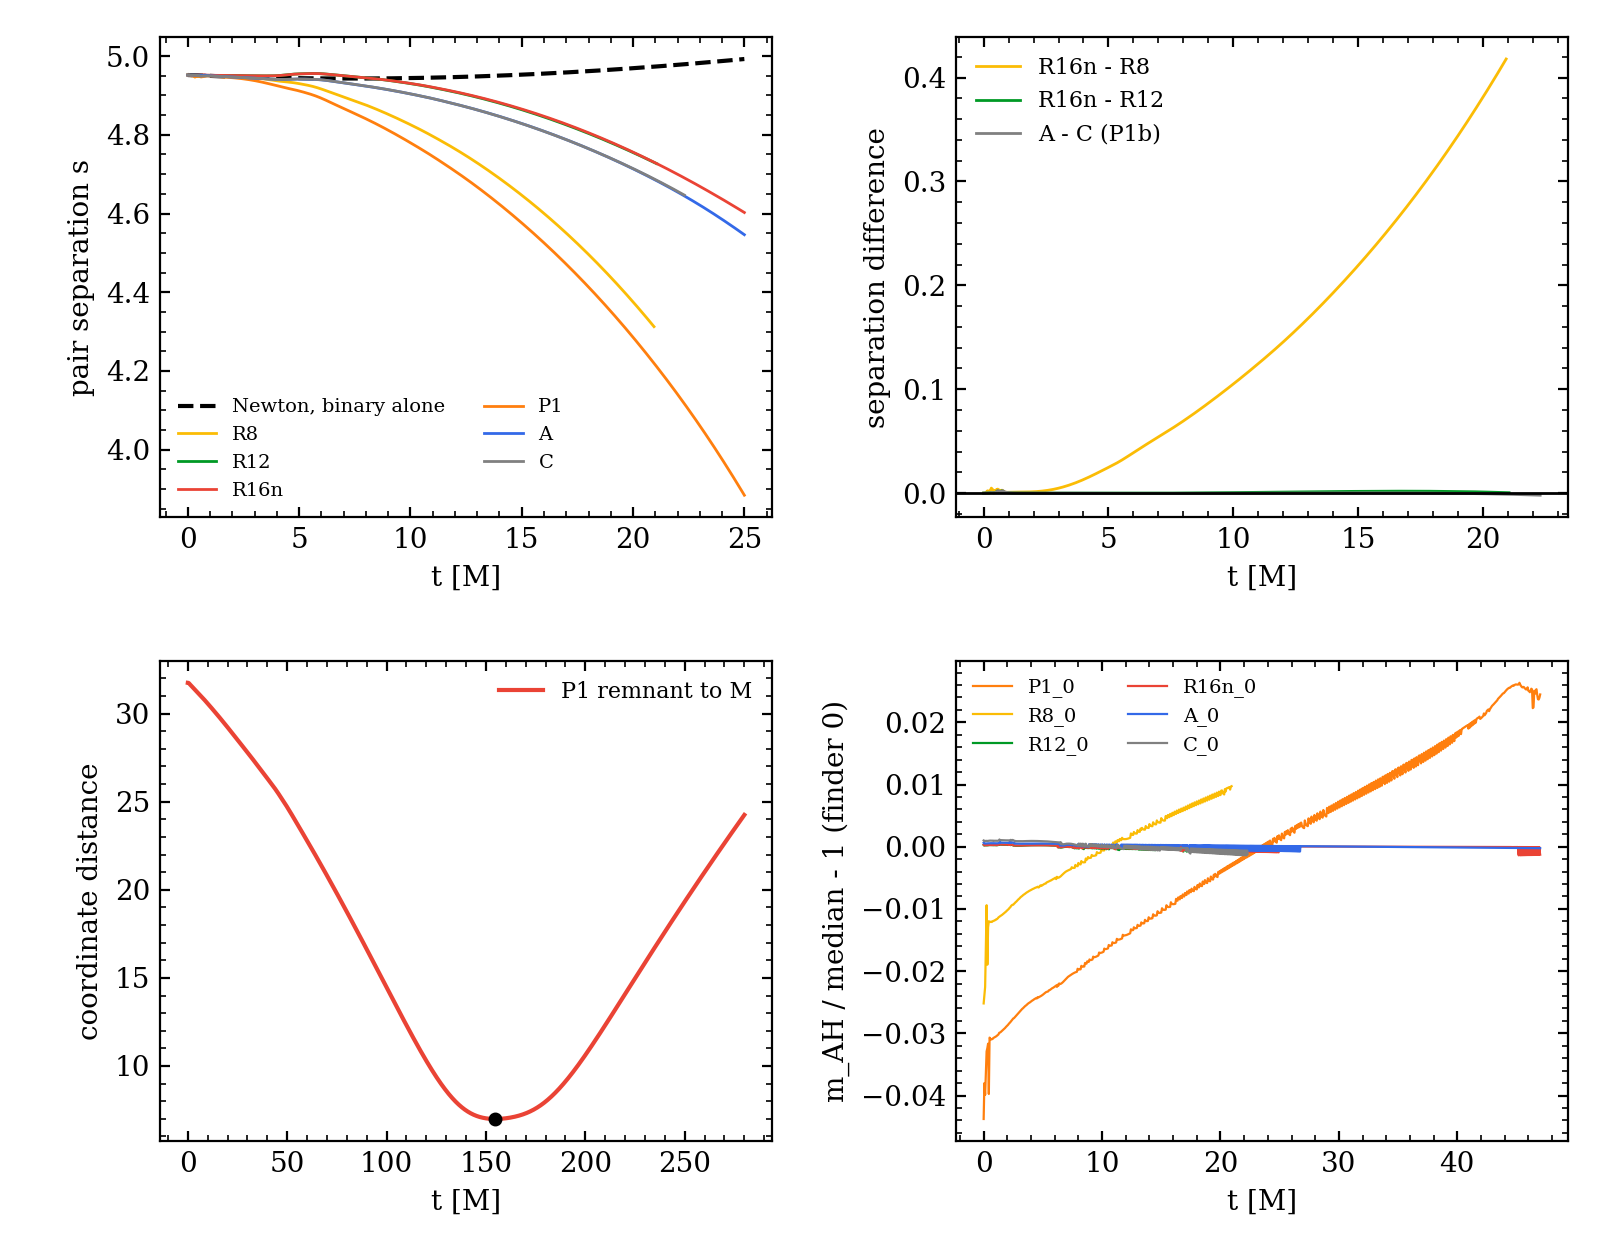 5.0
4.8
4.6
4.4
4.2
4.0
pair separation s
Newton, binary alone
R8
R12
R16n
P1
A
C
0 5 10 15 20 25
t [M]
0.4
0.3
0.2
0.1
0.0
separation difference
R16n - R8
R16n - R12
A - C (P1b)
0 5 10 15 20
t [M]
30
25
20
15
10
coordinate distance
P1 remnant to M
0 50 100 150 200 250
t [M]
0.02
0.01
0.00
−0.01
−0.02
−0.03
−0.04
m_AH / median - 1 (finder 0)
P1_0
R8_0
R12_0
R16n_0
A_0
C_0
0 10 20 30 40
t [M]